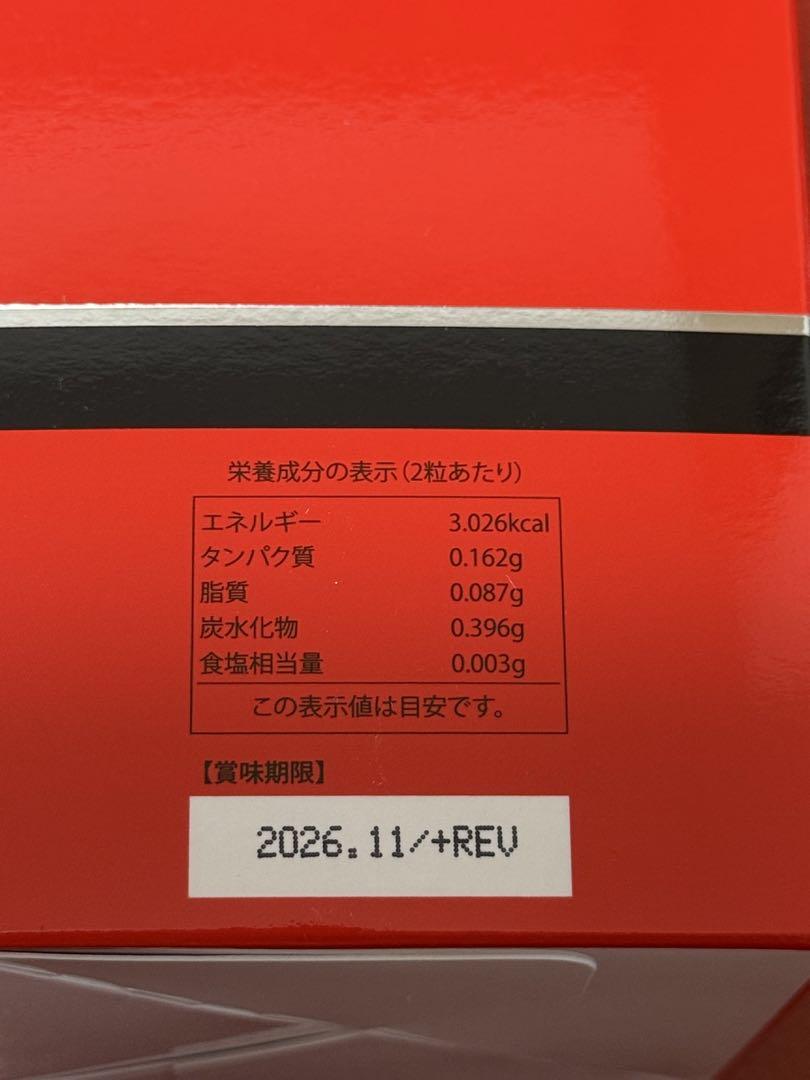 栄養成分の表示（2粒あたり）
エネルギー 3.026kcal
タンパク質 0.162g
脂質 0.087g
炭水化物 0.396g
食塩相当量 0.003g
この表示値は目安です。
【賞味期限】
2026.11/+REV